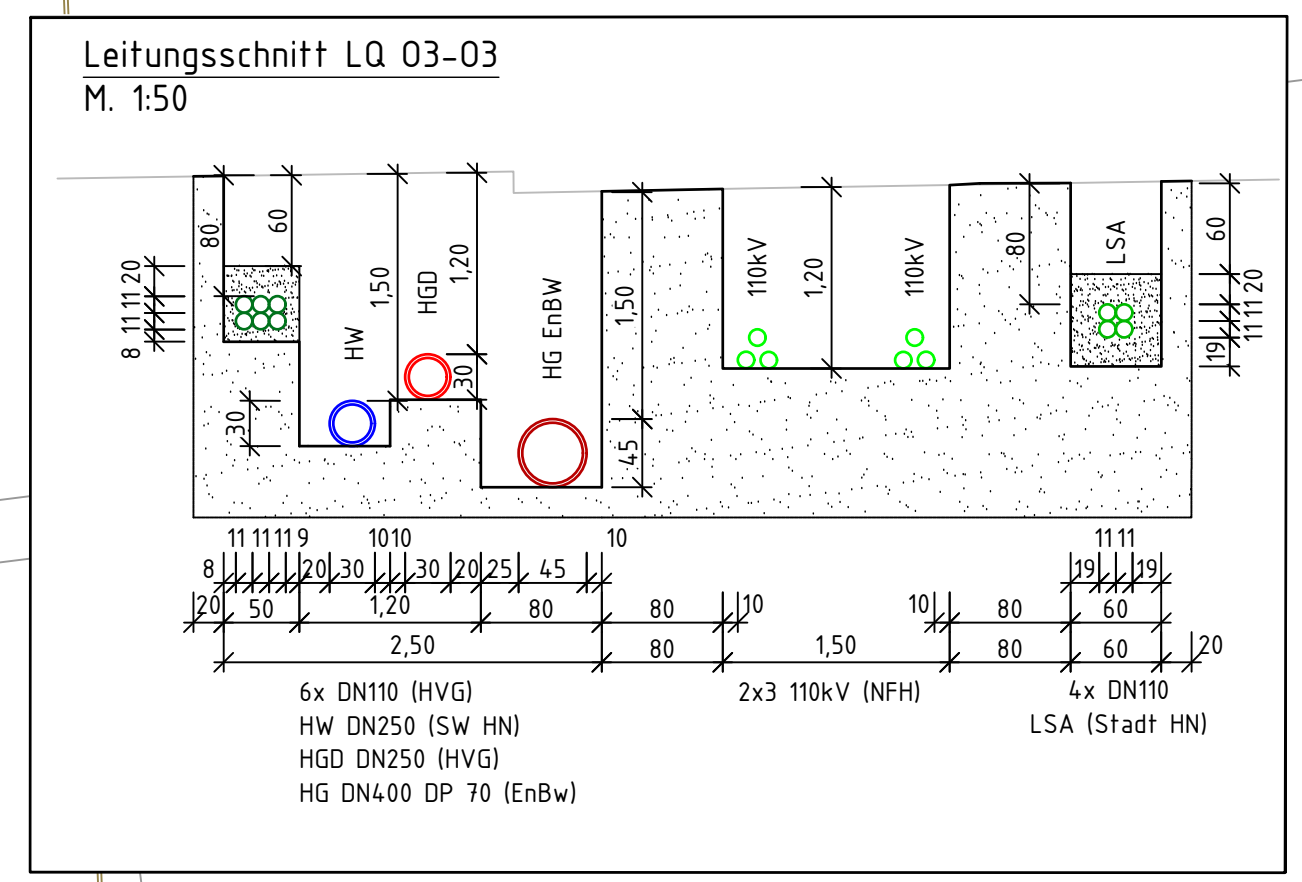 Leitungsschnitt LQ 03-03
M. 1:50
80
60
1,50
1,20
HW
HGD
30
30
HG EnBW
1,50
45
110kV
1,20
110kV
80
LSA
60
20
11
11
19
20
11
11
8
11 11 11 9
10 10
10
11 11
8
20
30
30
20
25
45
19
19
20
50
1,20
80
80
10
10
80
60
2,50
80
1,50
80
60
20
6x DN110 (HVG)
HW DN250 (SW HN)
HGD DN250 (HVG)
HG DN400 DP 70 (EnBw)
2x3 110kV (NFH)
4x DN110
LSA (Stadt HN)